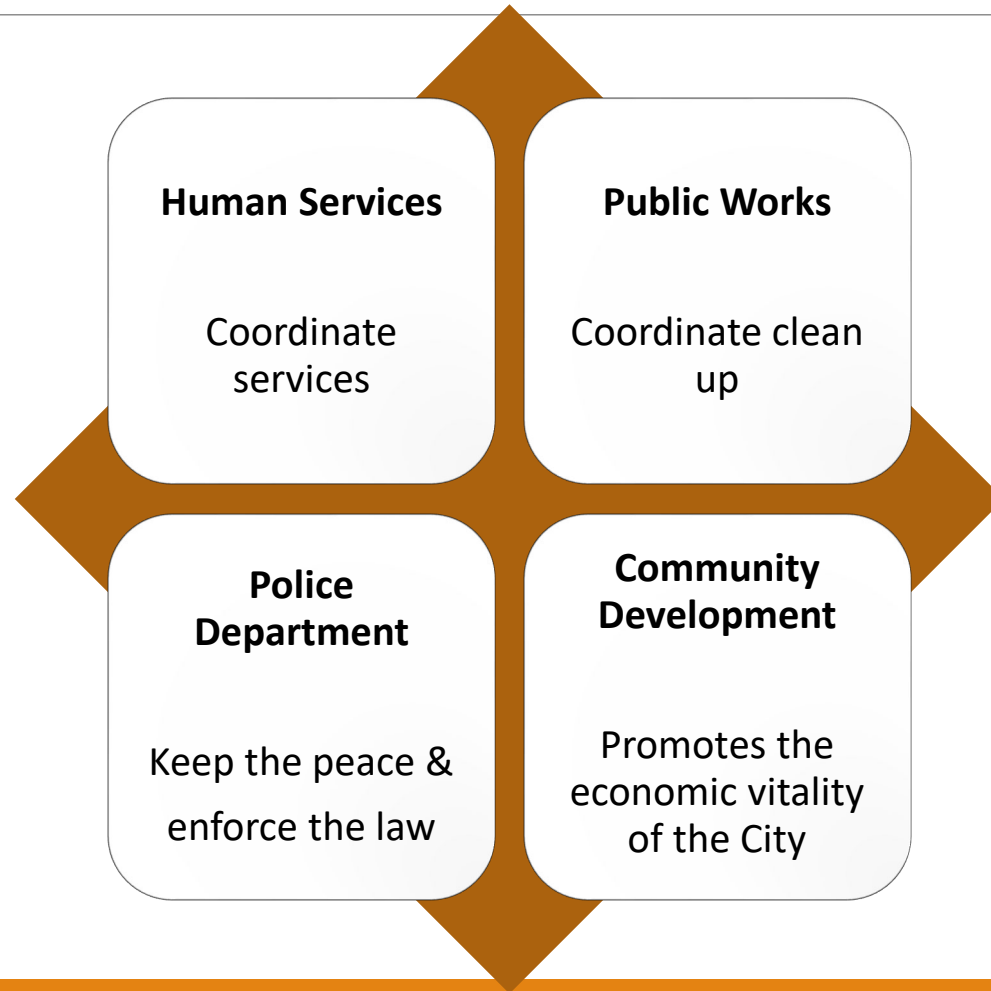 Human Services
Coordinate
services
Public Works
Coordinate clean
up
Police
Department
Keep the peace &
enforce the law
Community
Development
Promotes the
economic vitality
of the City